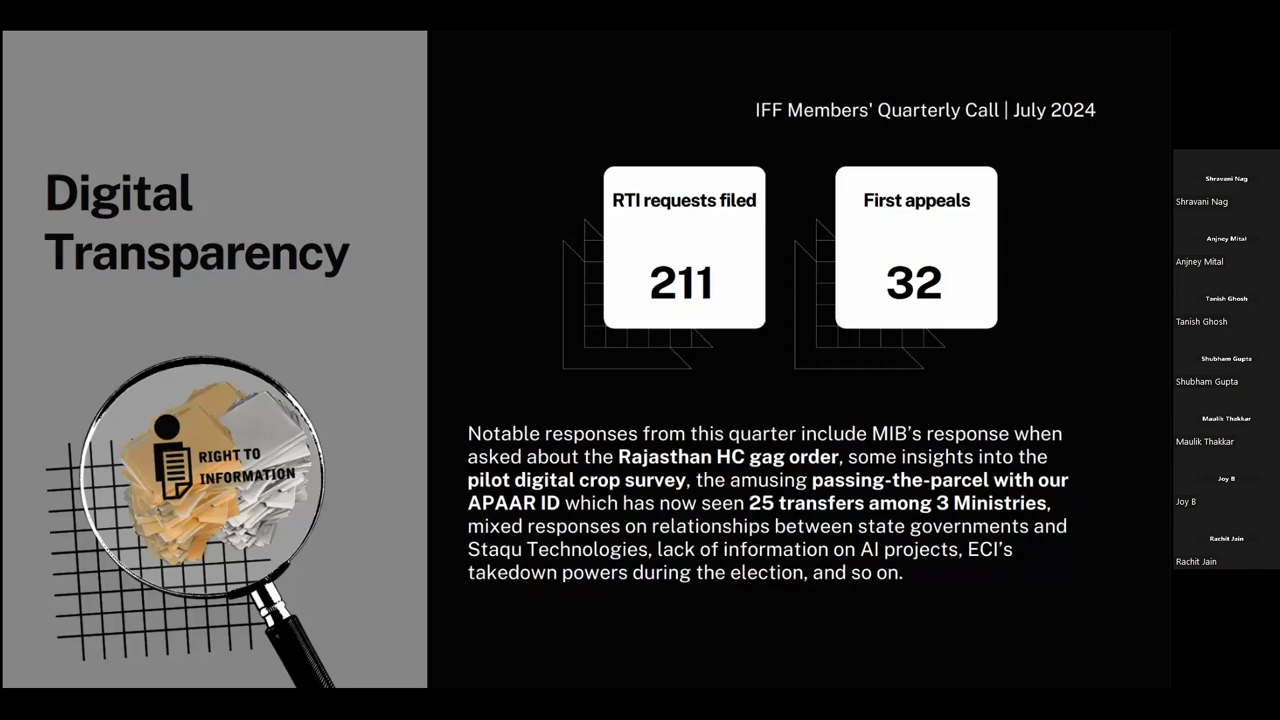 IFF Members' Quarterly Call | July 2024
Digital
Transparency
RTI requests filed
211
First appeals
32
RIGHT TO
INFORMATION
Notable responses from this quarter include MIB’s response when
asked about the Rajasthan HC gag order, some insights into the
pilot digital crop survey, the amusing passing-the-parcel with our
APAAR ID which has now seen 25 transfers among 3 Ministries,
mixed responses on relationships between state governments and
Staqu Technologies, lack of information on AI projects, ECI’s
takedown powers during the election, and so on.
Shravani Nag
Shravani Nag
Anjney Mital
Anjney Mital
Tanish Ghosh
Tanish Ghosh
Shubham Gupta
Shubham Gupta
Maulik Thakkar
Maulik Thakkar
Joy B
Joy B
Rachit Jain
Rachit Jain